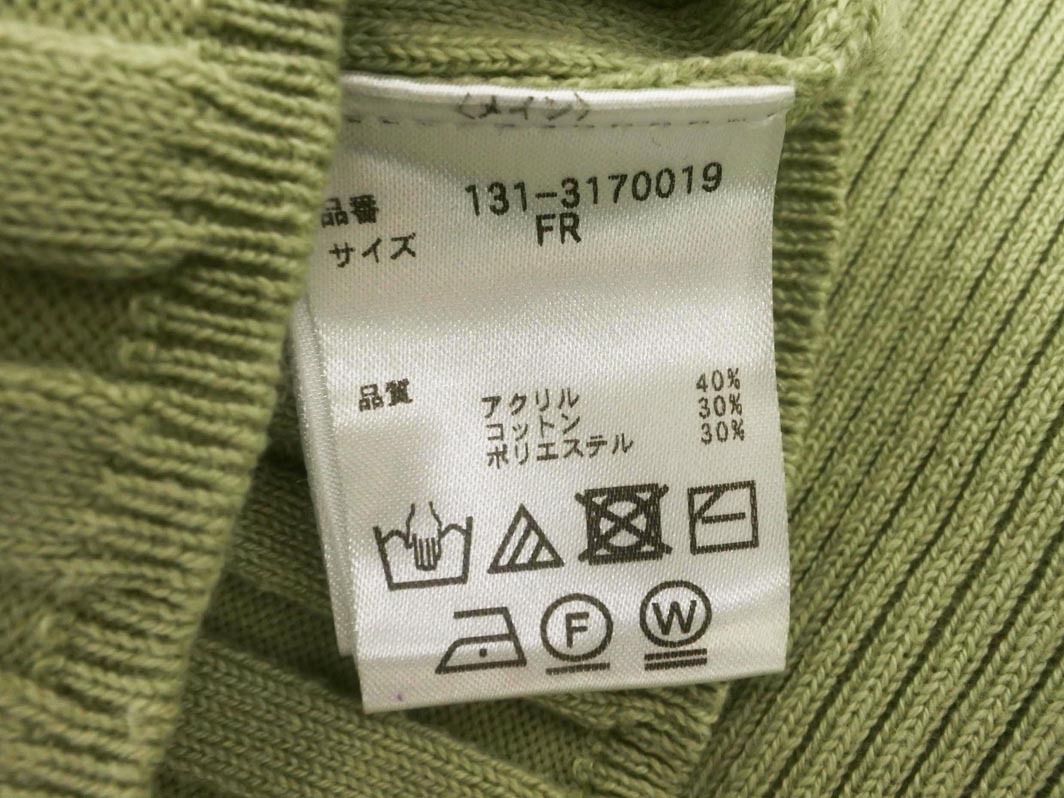 〈メイン〉
品番 131-3170019
サイズ FR
品質 アクリル 40%
コットン 30%
ポリエステル 30%
F W